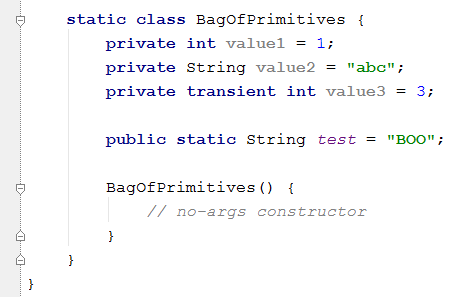 static class BagOfPrimitives {
private int value1 = 1;
private String value2 = "abc";
private transient int value3 = 3;
public static String test = "BOO";
BagOfPrimitives() {
// no-args constructor
}
}
}